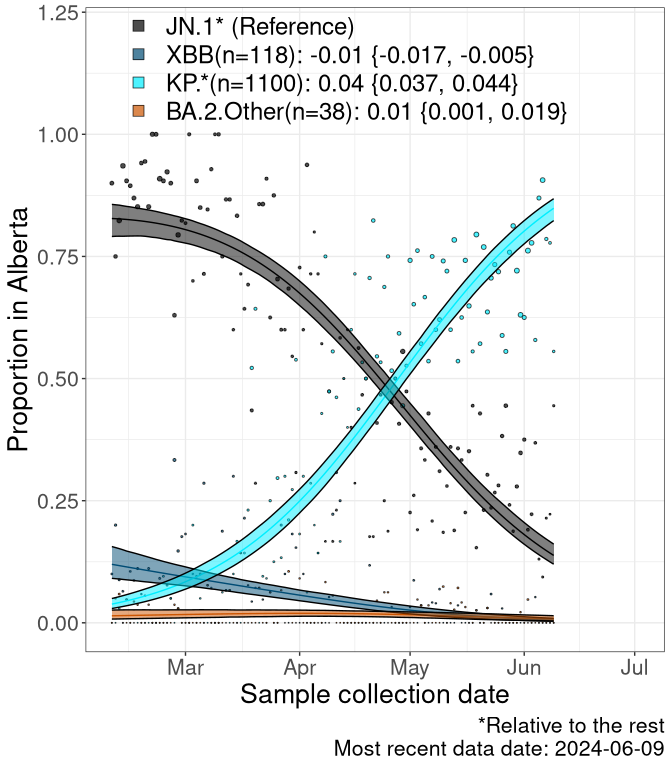 JN.1* (Reference)
XBB(n=118): -0.01 {-0.017, -0.005}
KP.*(n=1100): 0.04 {0.037, 0.044}
BA.2.Other(n=38): 0.01 {0.001, 0.019}
1.25
1.00
0.75
0.50
0.25
0.00
Proportion in Alberta
Mar Apr May Jun Jul
Sample collection date
*Relative to the rest
Most recent data date: 2024-06-09